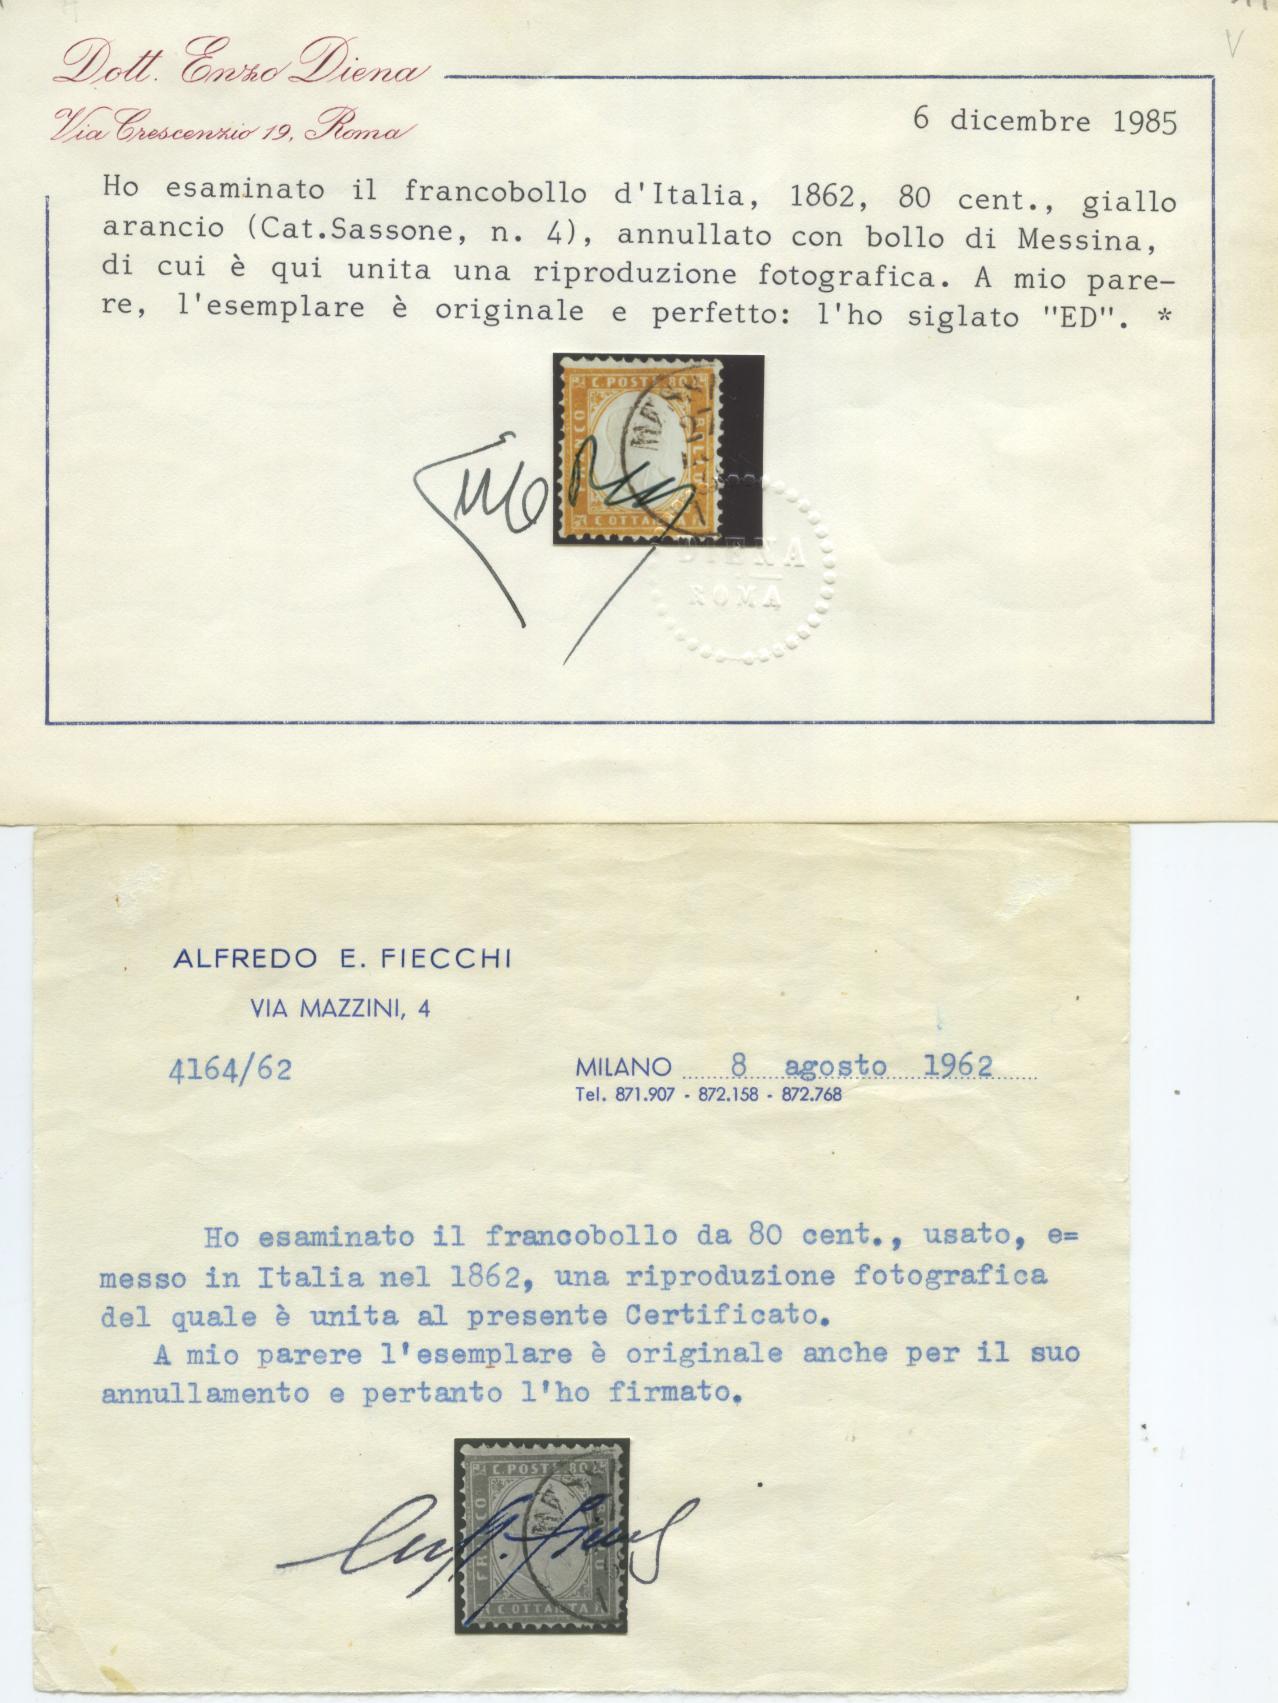 Dott. Enzo Diena
Via Crescenzio 19, Roma
6 dicembre 1985
Ho esaminato il francobollo d'Italia, 1862, 80 cent., giallo
arancio (Cat.Sassone, n. 4), annullato con bollo di Messina,
di cui è qui unita una riproduzione fotografica. A mio pare-
re, l'esemplare è originale e perfetto: l'ho siglato "ED". *
C. POSTE 80
FRANCO
BOLLO
C OTTANTA
MESS
DIENA
ROMA
ALFREDO E. FIECCHI
VIA MAZZINI, 4
4164/62
MILANO 8 agosto 1962
Tel. 871.907 - 872.158 - 872.768
Ho esaminato il francobollo da 80 cent., usato, e=
messo in Italia nel 1862, una riproduzione fotografica
del quale è unita al presente Certificato.
A mio parere l'esemplare è originale anche per il suo
annullamento e pertanto l'ho firmato.
C. POSTE 80
FRANCO
BOLLO
MES
C OTTANTA